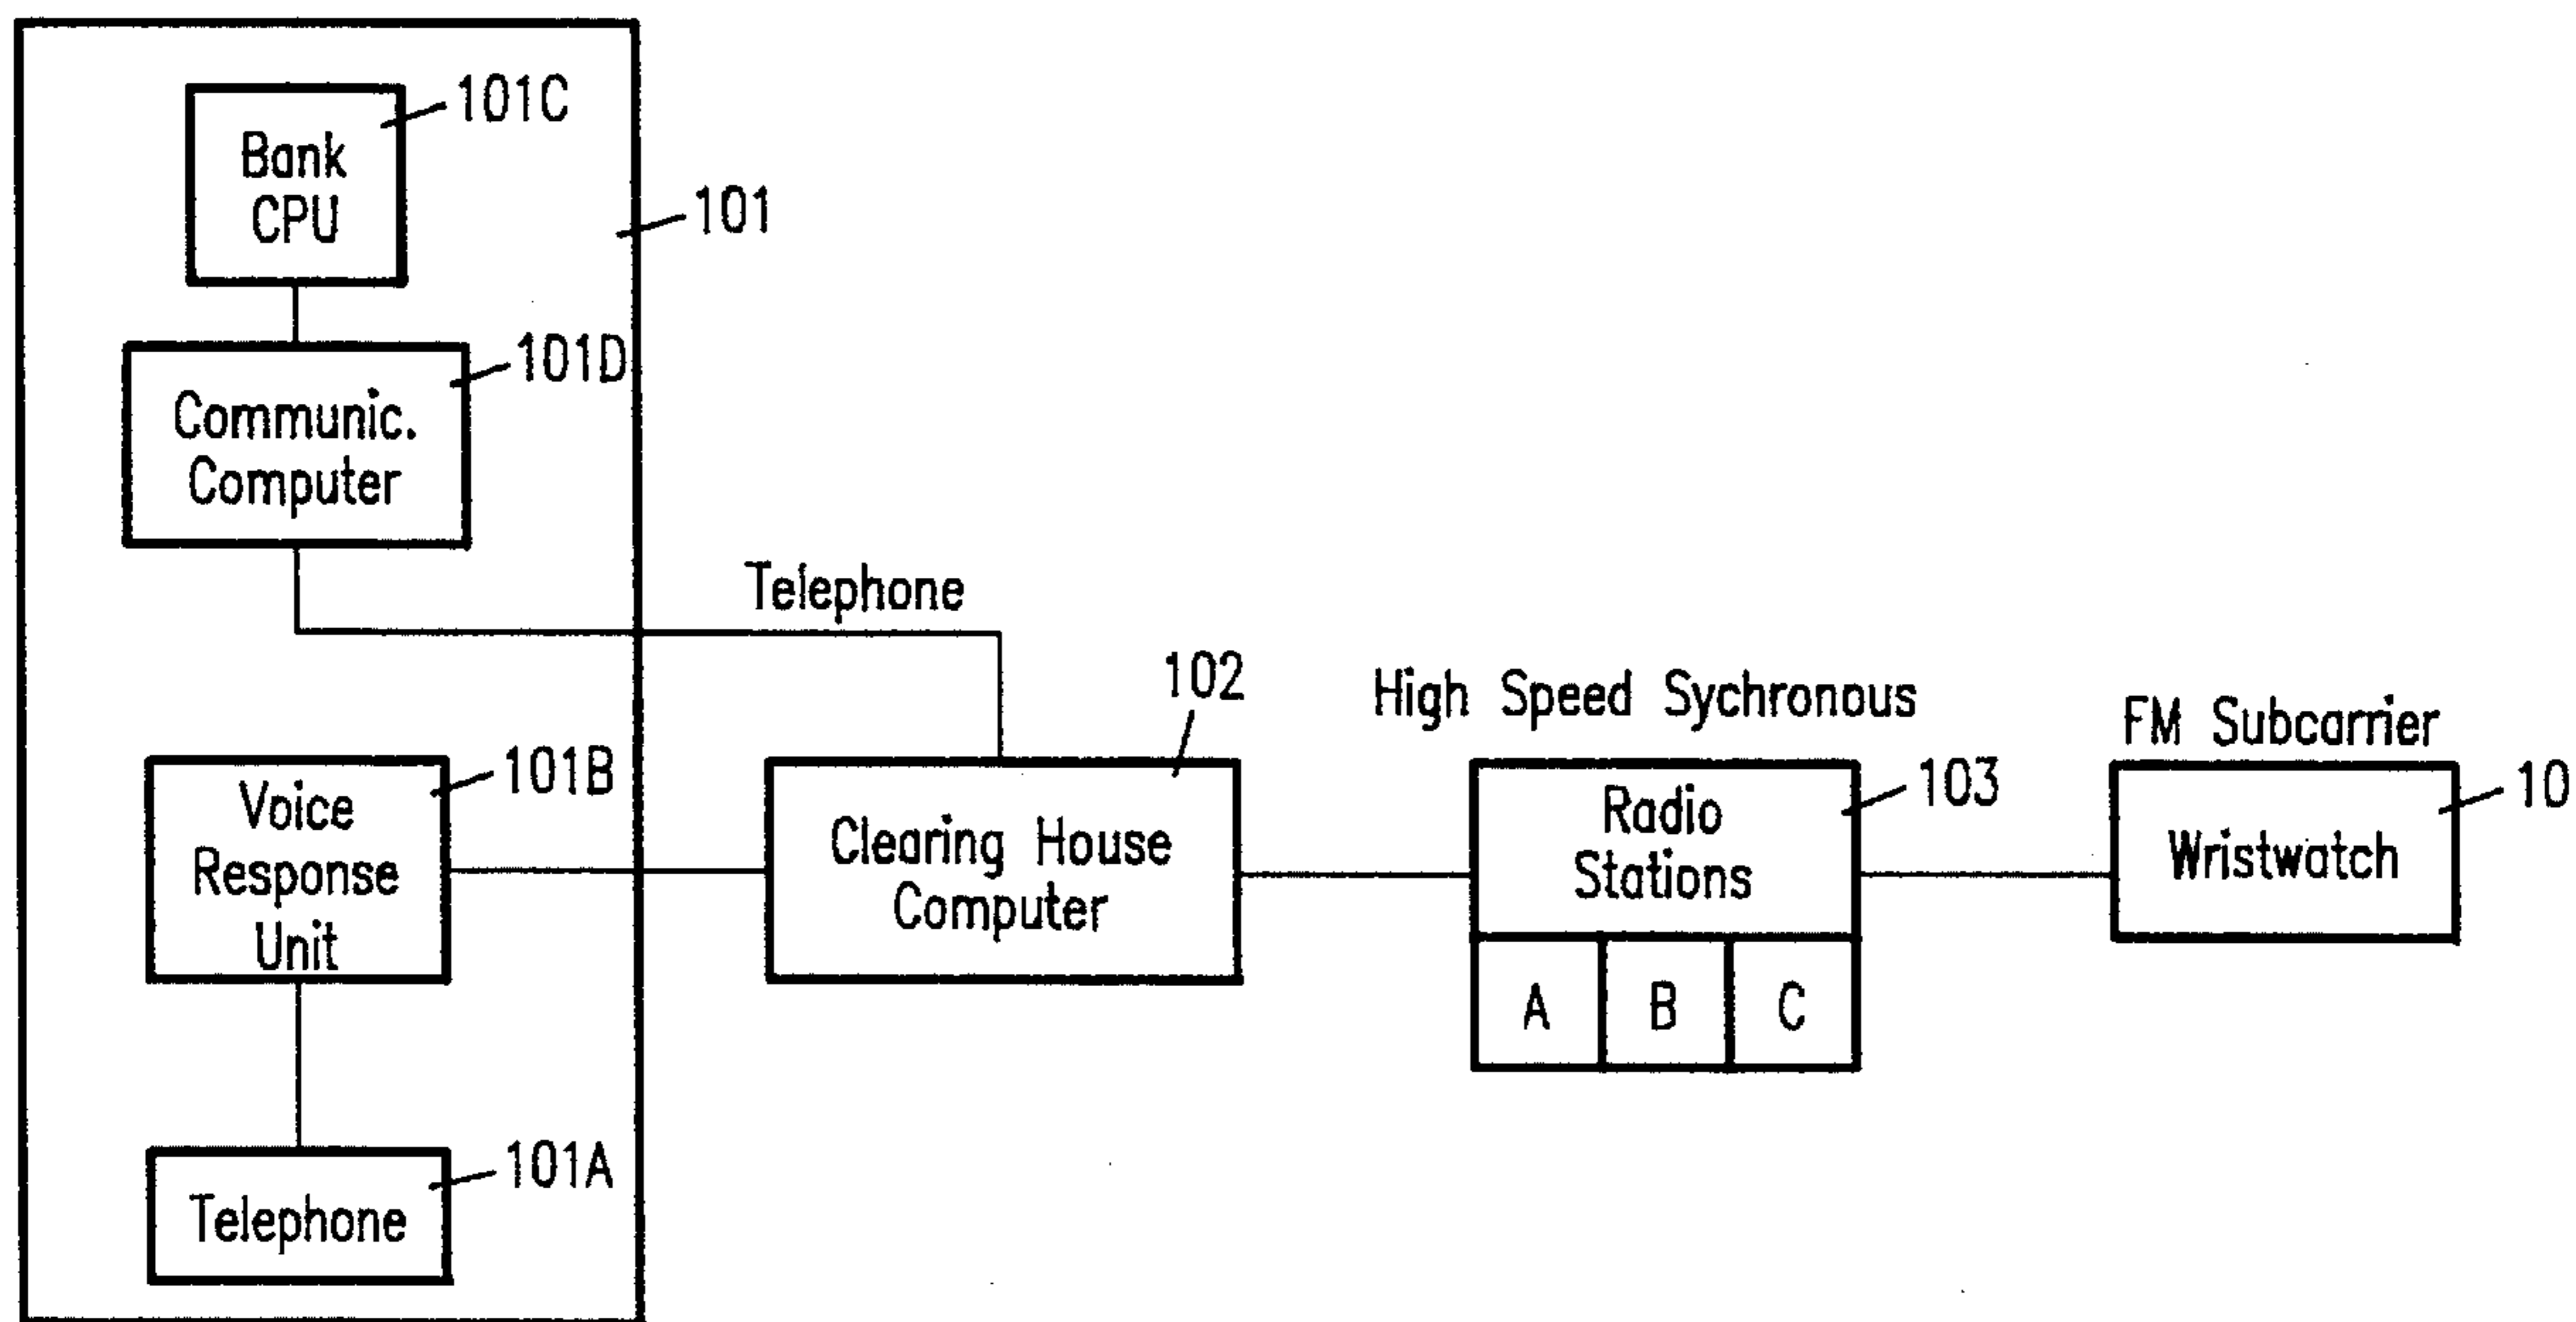 101C
Bank
CPU
101
101D
Communic.
Computer
Telephone
102
High Speed Sychronous
FM Subcarrier
101B
Voice
Response
Unit
Clearing House
Computer
103
Radio
Stations
A B C
10
Wristwatch
101A
Telephone